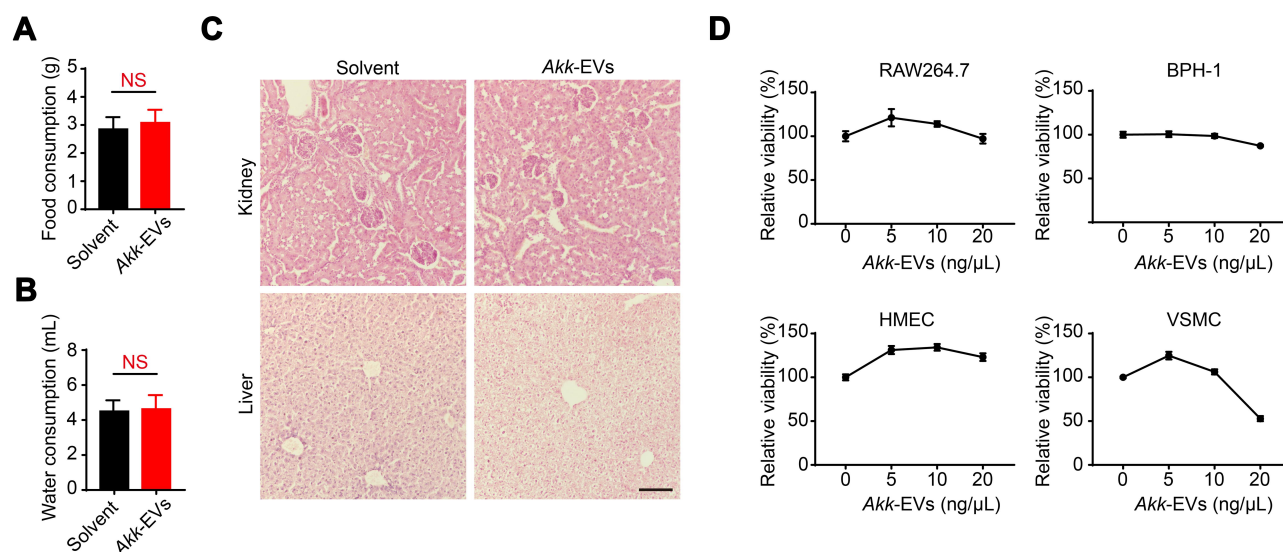 A
Food consumption (g)
5
4
3
2
1
0
NS
Solvent
Akk-EVs
B
Water consumption (mL)
8
6
4
2
0
NS
Solvent
Akk-EVs
C
Solvent
Akk-EVs
Kidney
Liver
D
RAW264.7
Relative viability (%)
150
100
50
0
0 5 10 20
Akk-EVs (ng/µL)
BPH-1
Relative viability (%)
150
100
50
0 5 10 20
Akk-EVs (ng/µL)
HMEC
Relative viability (%)
150
100
50
0
0 5 10 20
Akk-EVs (ng/µL)
VSMC
Relative viability (%)
150
100
50
0
0 5 10 20
Akk-EVs (ng/µL)